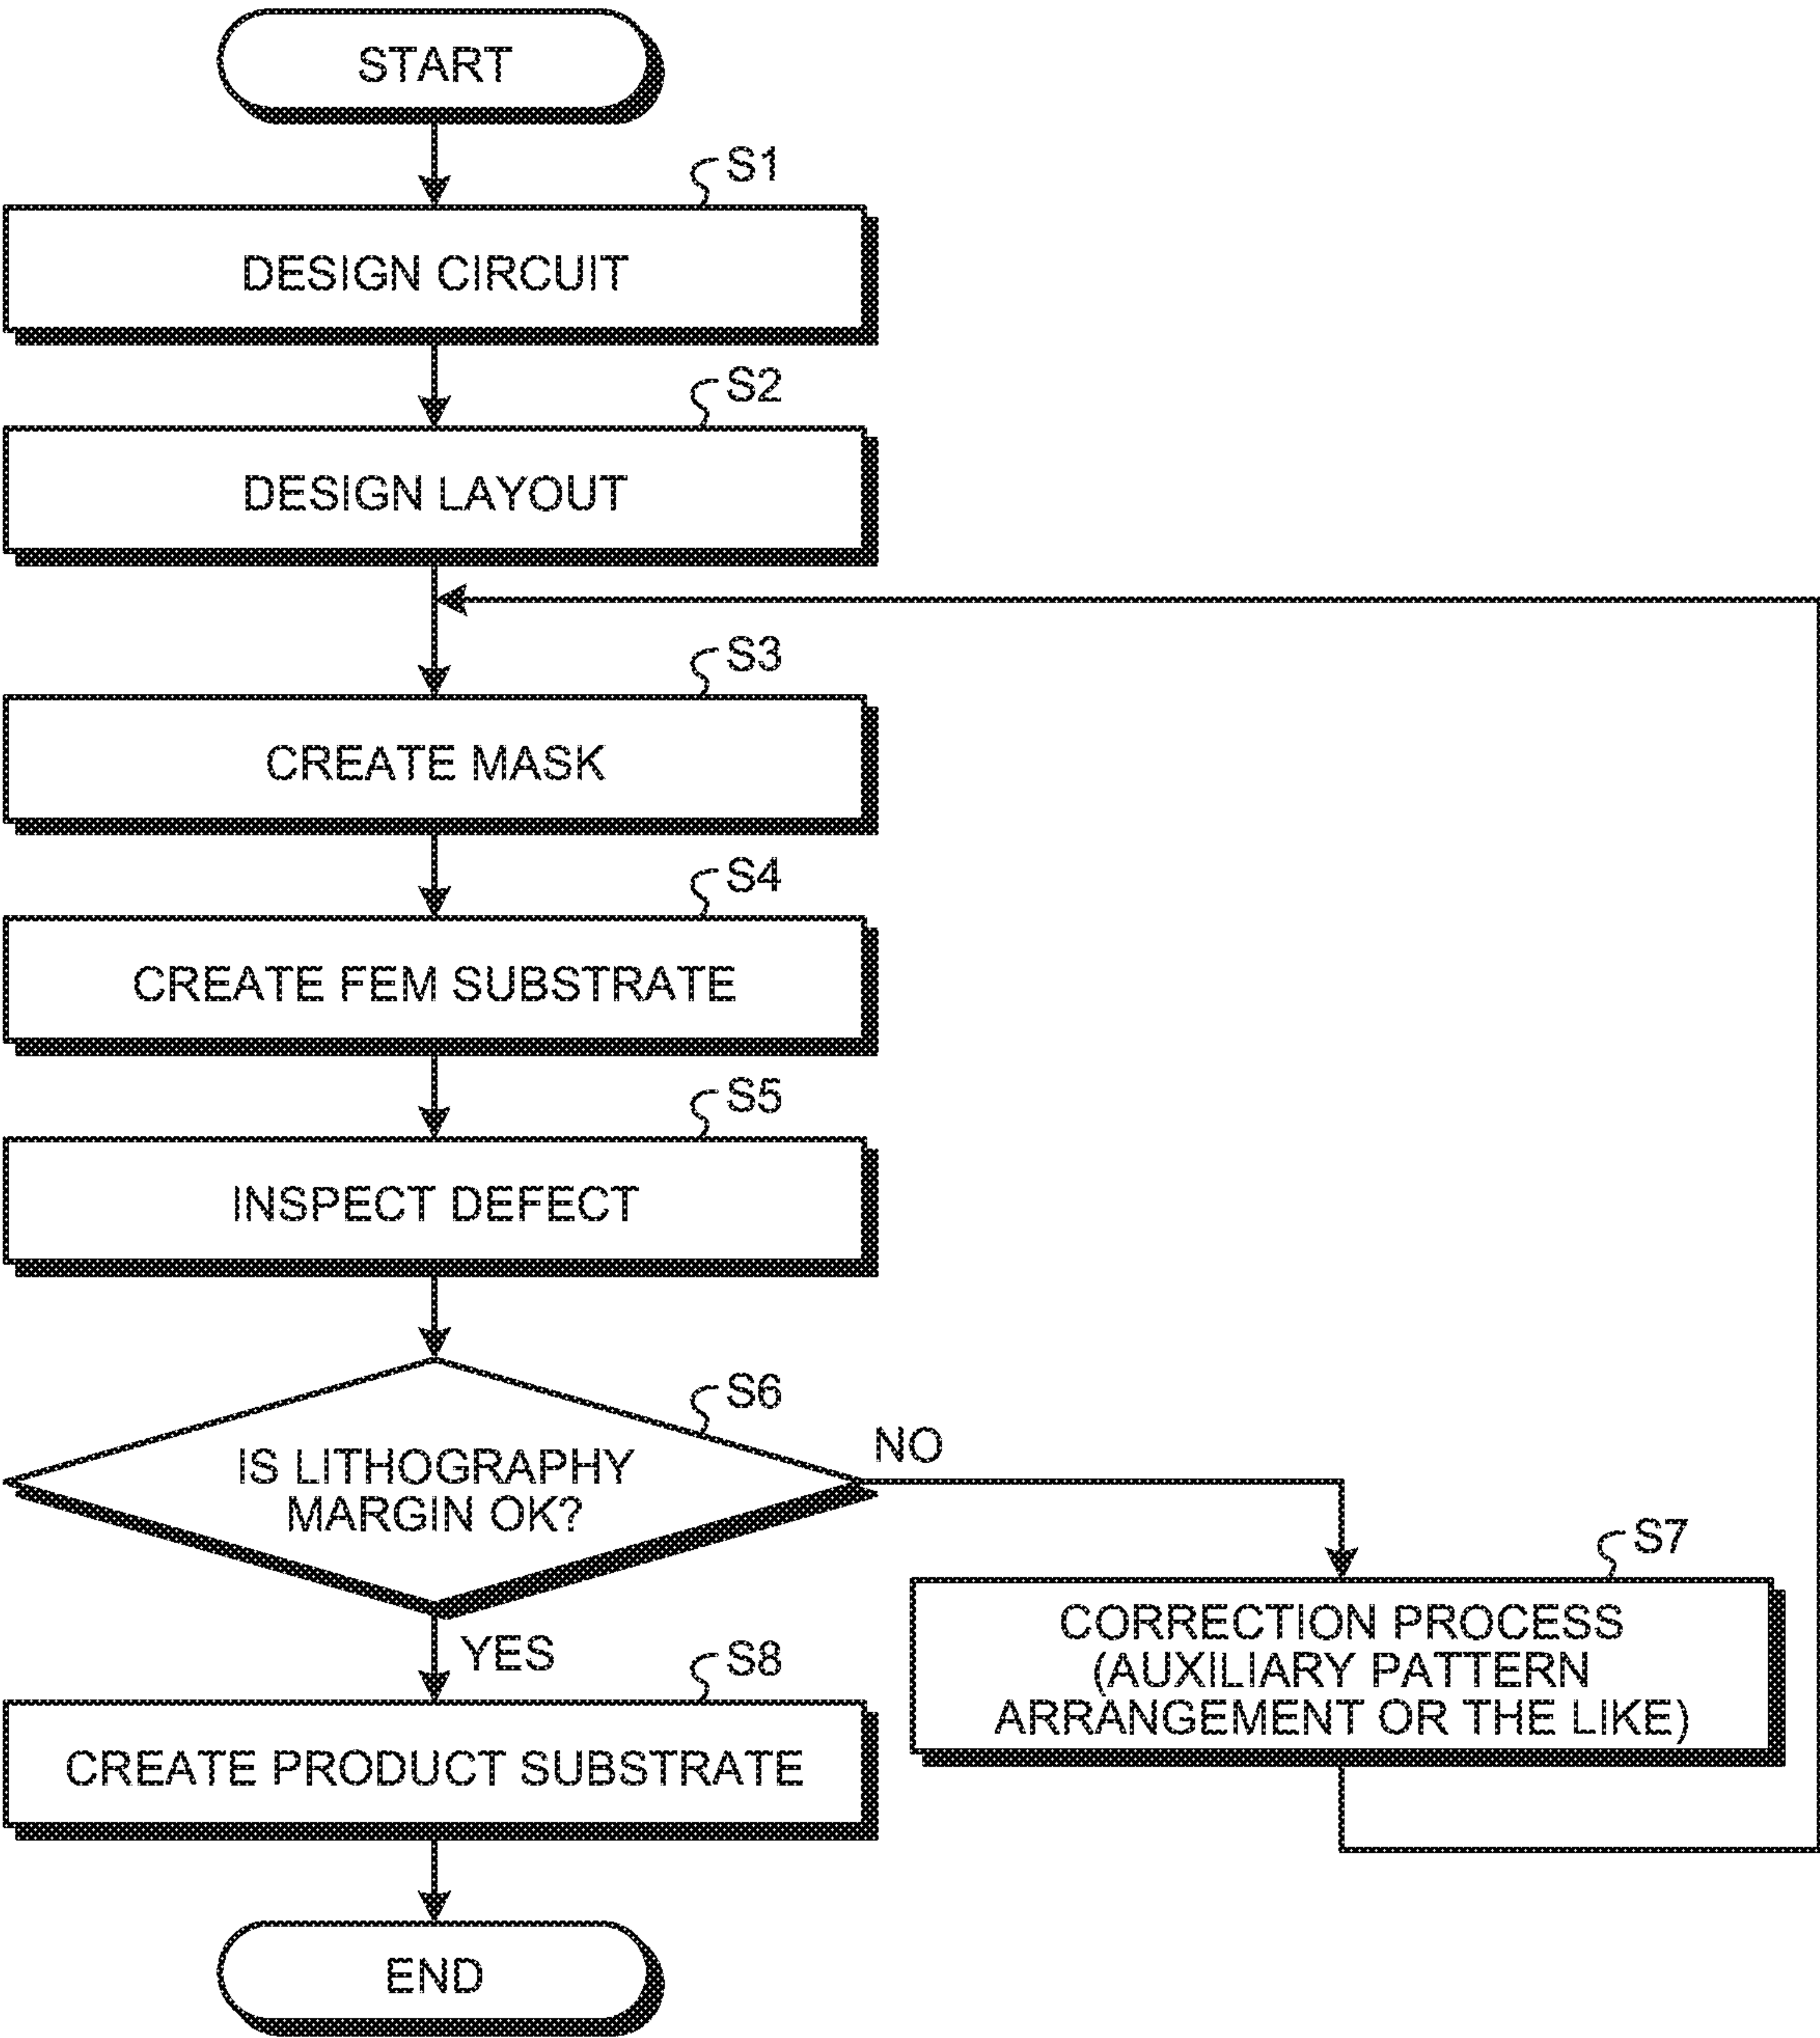 START
S1
DESIGN CIRCUIT
S2
DESIGN LAYOUT
S3
CREATE MASK
S4
CREATE FEM SUBSTRATE
S5
INSPECT DEFECT
S6
IS LITHOGRAPHY
MARGIN OK?
NO
S7
CORRECTION PROCESS
(AUXILIARY PATTERN
ARRANGEMENT OR THE LIKE)
YES
S8
CREATE PRODUCT SUBSTRATE
END